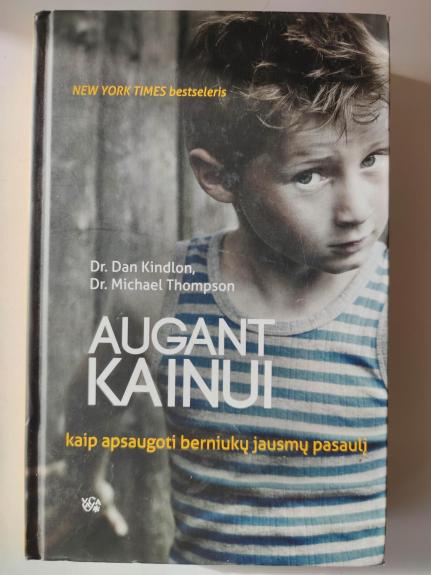 NEW YORK TIMES bestseleris
Dr. Dan Kindlon,
Dr. Michael Thompson
AUGANT
KAINUI
kaip apsaugoti berniukų jausmų pasaulį